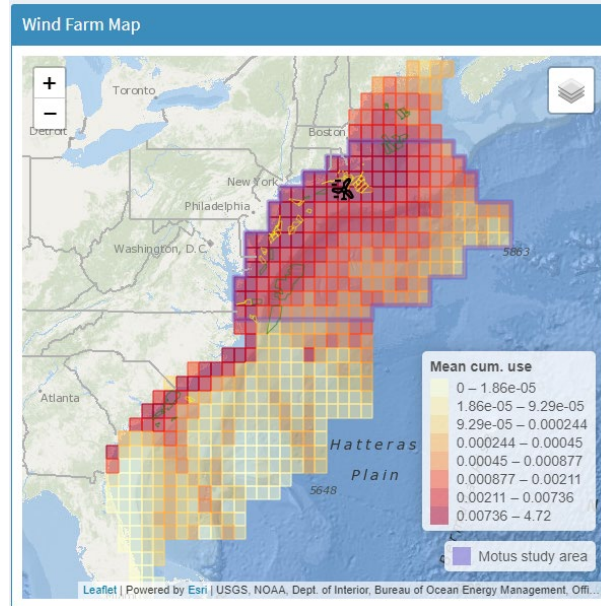 Wind Farm Map
+
−
Toronto
Detroit
Boston
New York
Philadelphia
Washington, D.C.
5863
Atlanta
Mean cum. use
0 – 1.86e-05
1.86e-05 – 9.29e-05
9.29e-05 – 0.000244
0.000244 – 0.00045
0.00045 – 0.000877
0.000877 – 0.00211
0.00211 – 0.00736
0.00736 – 4.72
Hatteras
Plain
5648
Motus study area
Leaflet | Powered by Esri | USGS, NOAA, Dept. of Interior, Bureau of Ocean Energy Management, Offi...